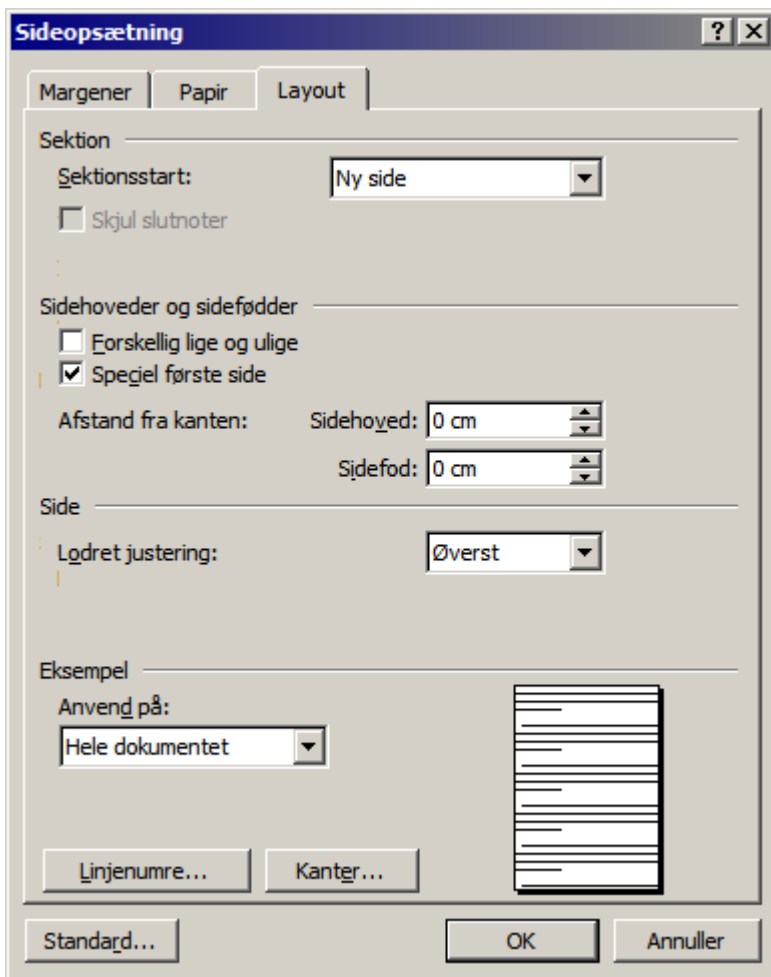 Sideopsætning
Margener Papir Layout
Sektion
Sektionsstart: Ny side
Skjul slutnoter
Sidehoveder og sidefødder
Forskellig lige og ulige
Speciel første side
Afstand fra kanten: Sidehoved: 0 cm
Sidefod: 0 cm
Side
Lodret justering: Øverst
Eksempel
Anvend på:
Hele dokumentet
Linjenumre... Kanter...
Standard... OK Annuller